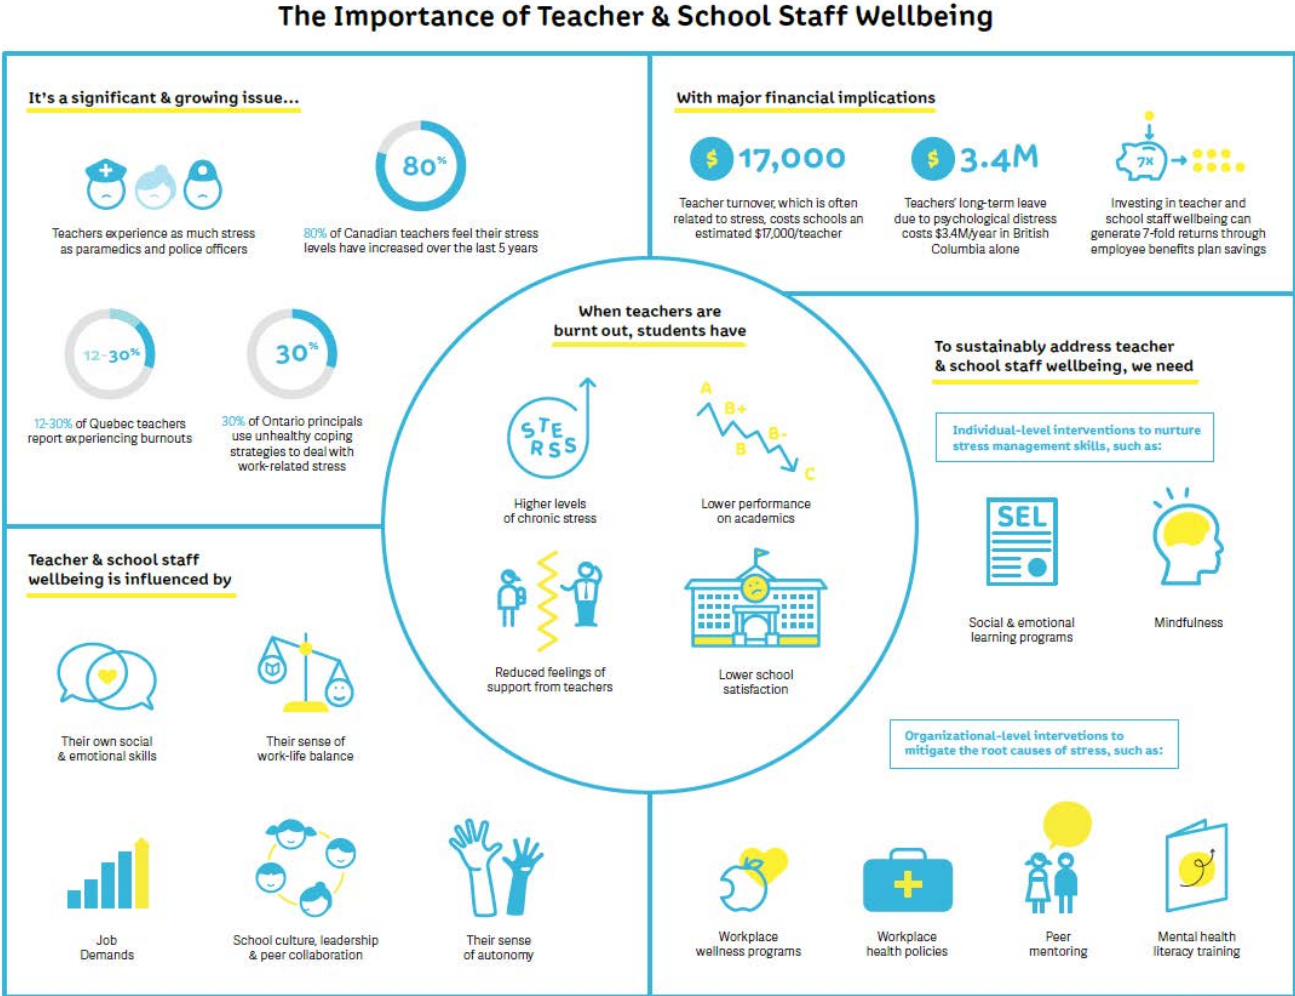 The Importance of Teacher & School Staff Wellbeing
It's a significant & growing issue...
Teachers experience as much stress
as paramedics and police officers
80%
80% of Canadian teachers feel their stress
levels have increased over the last 5 years
12-30%
12-30% of Quebec teachers
report experiencing burnouts
30%
30% of Ontario principals
use unhealthy coping
strategies to deal with
work-related stress
With major financial implications
$ 17,000
Teacher turnover, which is often
related to stress, costs schools an
estimated $17,000/teacher
$ 3.4M
Teachers' long-term leave
due to psychological distress
costs $3.4M/year in British
Columbia alone
7x
Investing in teacher and
school staff wellbeing can
generate 7-fold returns through
employee benefits plan savings
When teachers are
burnt out, students have
STE
RSS
Higher levels
of chronic stress
A
B+
B
B-
C
Lower performance
on academics
Reduced feelings of
support from teachers
Lower school
satisfaction
Teacher & school staff
wellbeing is influenced by
Their own social
& emotional skills
Their sense of
work-life balance
Job
Demands
School culture, leadership
& peer collaboration
Their sense
of autonomy
To sustainably address teacher
& school staff wellbeing, we need
Individual-level interventions to nurture
stress management skills, such as:
SEL
Social & emotional
learning programs
Mindfulness
Organizational-level intervetions to
mitigate the root causes of stress, such as:
Workplace
wellness programs
Workplace
health policies
Peer
mentoring
Mental health
literacy training